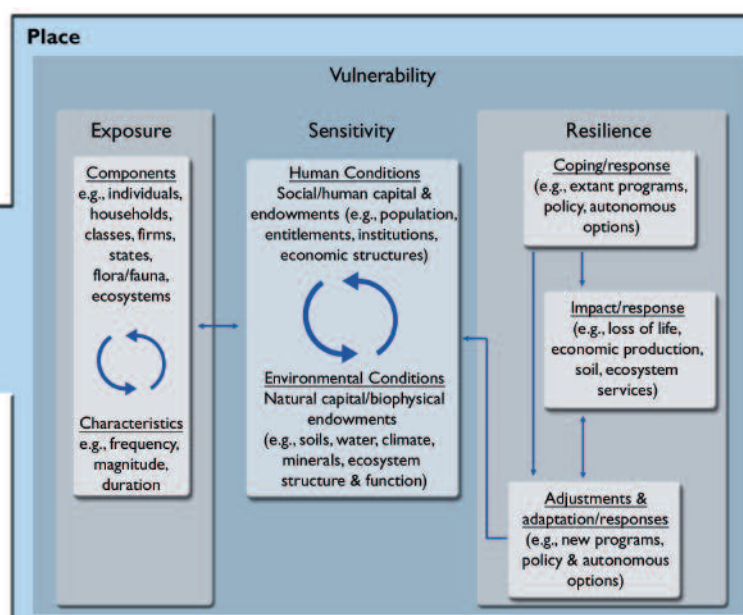 Place
Vulnerability
Exposure
Components
e.g., individuals,
households,
classes, firms,
states,
flora/fauna,
ecosystems
Characteristics
e.g., frequency,
magnitude,
duration
Sensitivity
Human Conditions
Social/human capital &
endowments (e.g., population,
entitlements, institutions,
economic structures)
Environmental Conditions
Natural capital/biophysical
endowments
(e.g., soils, water, climate,
minerals, ecosystem
structure & function)
Resilience
Coping/response
(e.g., extant programs,
policy, autonomous
options)
Impact/response
(e.g., loss of life,
economic production,
soil, ecosystem
services)
Adjustments &
adaptation/responses
(e.g., new programs,
policy & autonomous
options)